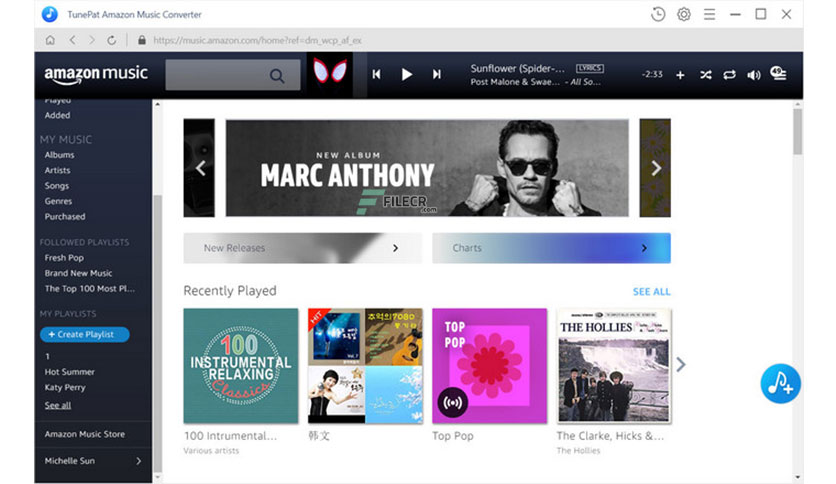 TunePat Amazon Music Converter
https://music.amazon.com/home?ref=dm_wcp_af_ex
amazon music
Sunflower (Spider-... LYRICS
Post Malone & Swae... - All So...
-2:33
49
Played
Added
MY MUSIC
Albums
Artists
Songs
Genres
Purchased
FOLLOWED PLAYLISTS
Fresh Pop
Brand New Music
The Top 100 Most Pl...
MY PLAYLISTS
+ Create Playlist
1
Hot Summer
Katy Perry
See all
Amazon Music Store
Michelle Sun
NEW ALBUM
MARC ANTHONY
FILECR
.com
New Releases
Charts
Recently Played
SEE ALL
100
INSTRUMENTAL
RELAXING
Classics
HIT
추억의7080
Vol. 7
TOP
POP
THE HOLLIES
100 Intrumental...
Various artists
韩文
Top Pop
The Clarke, Hicks &...
The Hollies